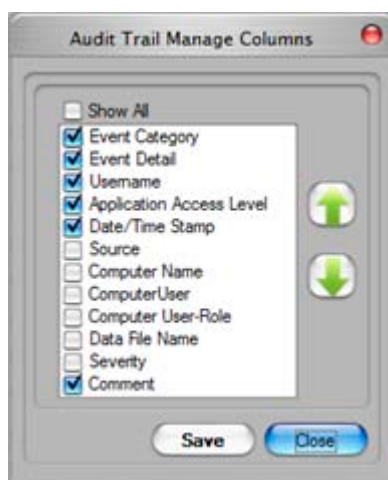 Audit Trail Manage Columns
Show All
Event Category
Event Detail
Username
Application Access Level
Date/Time Stamp
Source
Computer Name
ComputerUser
Computer User-Role
Data File Name
Severity
Comment
Save
Close